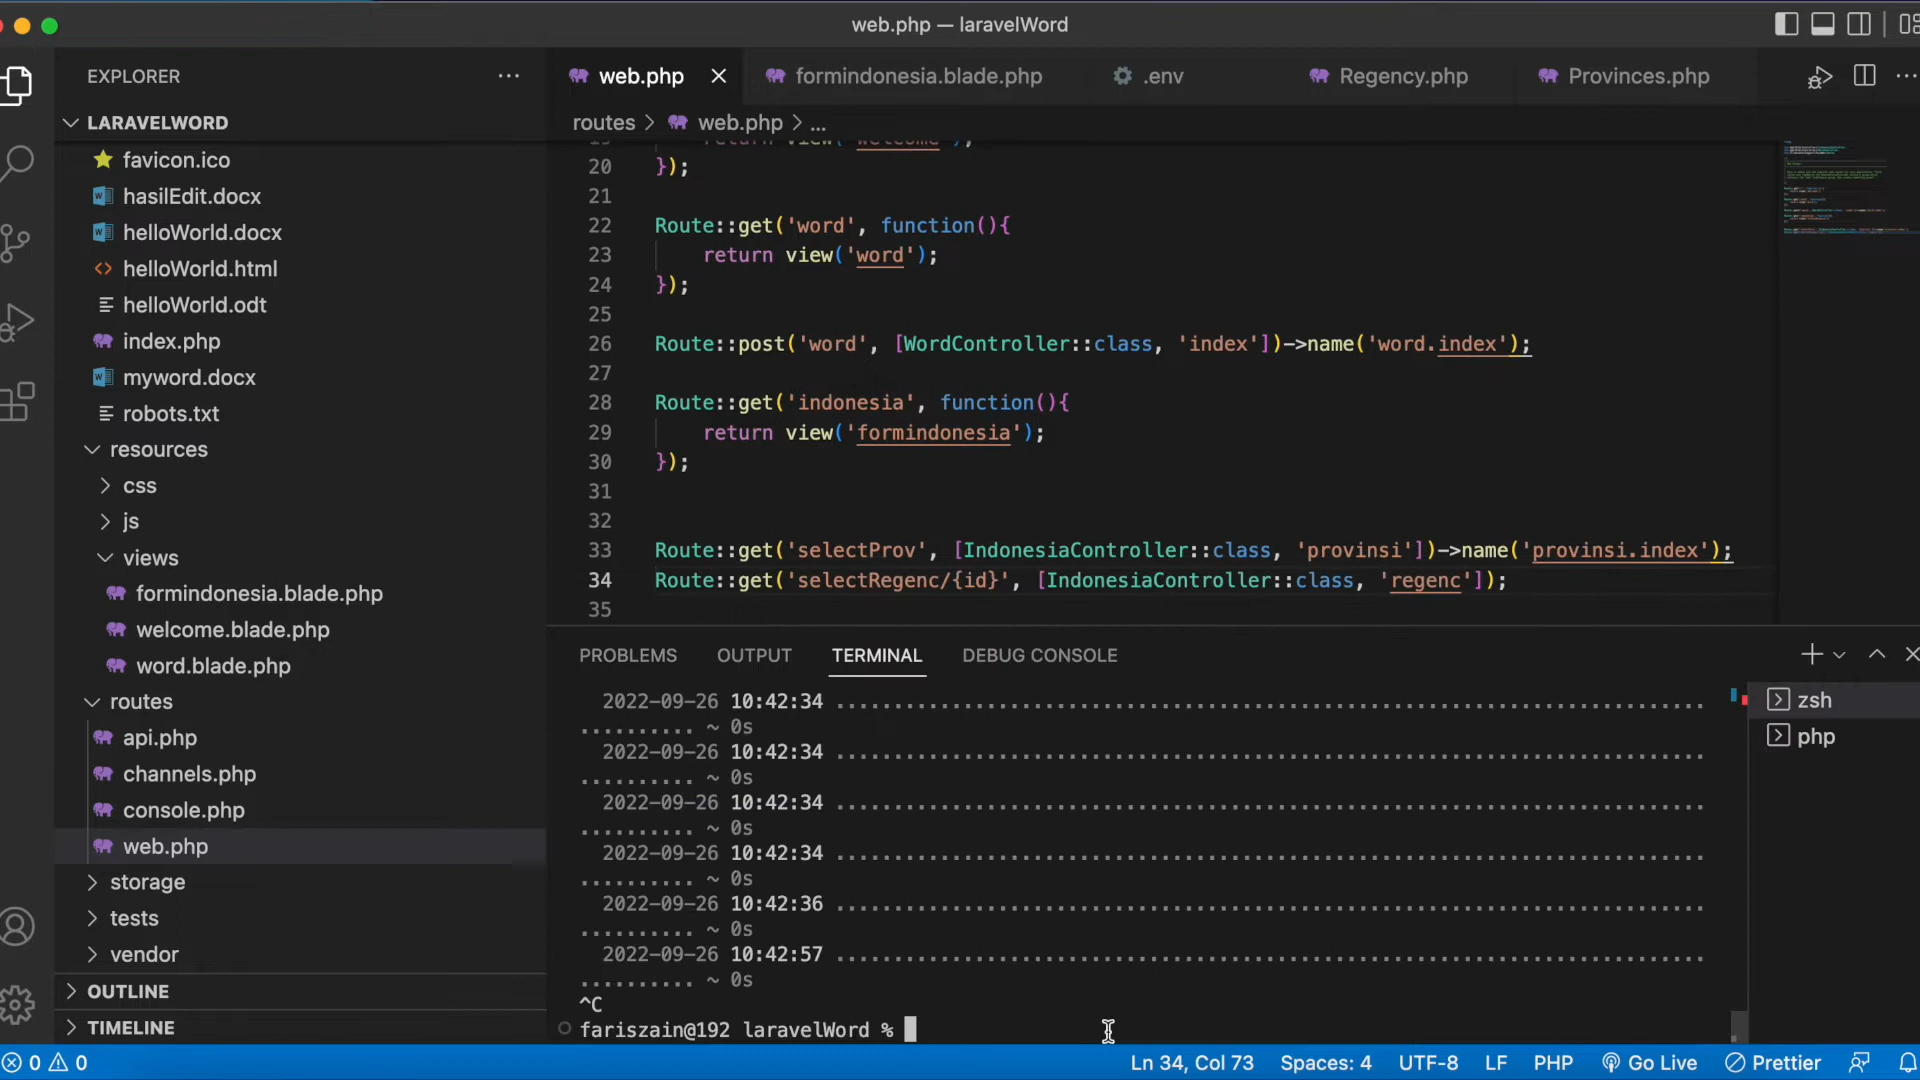 web.php — laravelWord
EXPLORER
LARAVELWORD
favicon.ico
hasilEdit.docx
helloWorld.docx
helloWorld.html
helloWorld.odt
index.php
myword.docx
robots.txt
resources
css
js
views
formindonesia.blade.php
welcome.blade.php
word.blade.php
routes
api.php
channels.php
console.php
web.php
storage
tests
vendor
OUTLINE
TIMELINE
web.php
formindonesia.blade.php
.env
Regency.php
Provinces.php
routes > web.php > ...
19 return view('welcome');
20 });
21
22 Route::get('word', function(){
23 return view('word');
24 });
25
26 Route::post('word', [WordController::class, 'index'])->name('word.index');
27
28 Route::get('indonesia', function(){
29 return view('formindonesia');
30 });
31
32
33 Route::get('selectProv', [IndonesiaController::class, 'provinsi'])->name('provinsi.index');
34 Route::get('selectRegenc/{id}', [IndonesiaController::class, 'regenc']);
35
PROBLEMS OUTPUT TERMINAL DEBUG CONSOLE
2022-09-26 10:42:34 ..........................................................................
.......... ~ 0s
2022-09-26 10:42:34 ..........................................................................
.......... ~ 0s
2022-09-26 10:42:34 ..........................................................................
.......... ~ 0s
2022-09-26 10:42:34 ..........................................................................
.......... ~ 0s
2022-09-26 10:42:36 ..........................................................................
.......... ~ 0s
2022-09-26 10:42:57 ..........................................................................
.......... ~ 0s
^C
fariszain@192 laravelWord %
zsh
php
0 0 Ln 34, Col 73 Spaces: 4 UTF-8 LF PHP Go Live Prettier